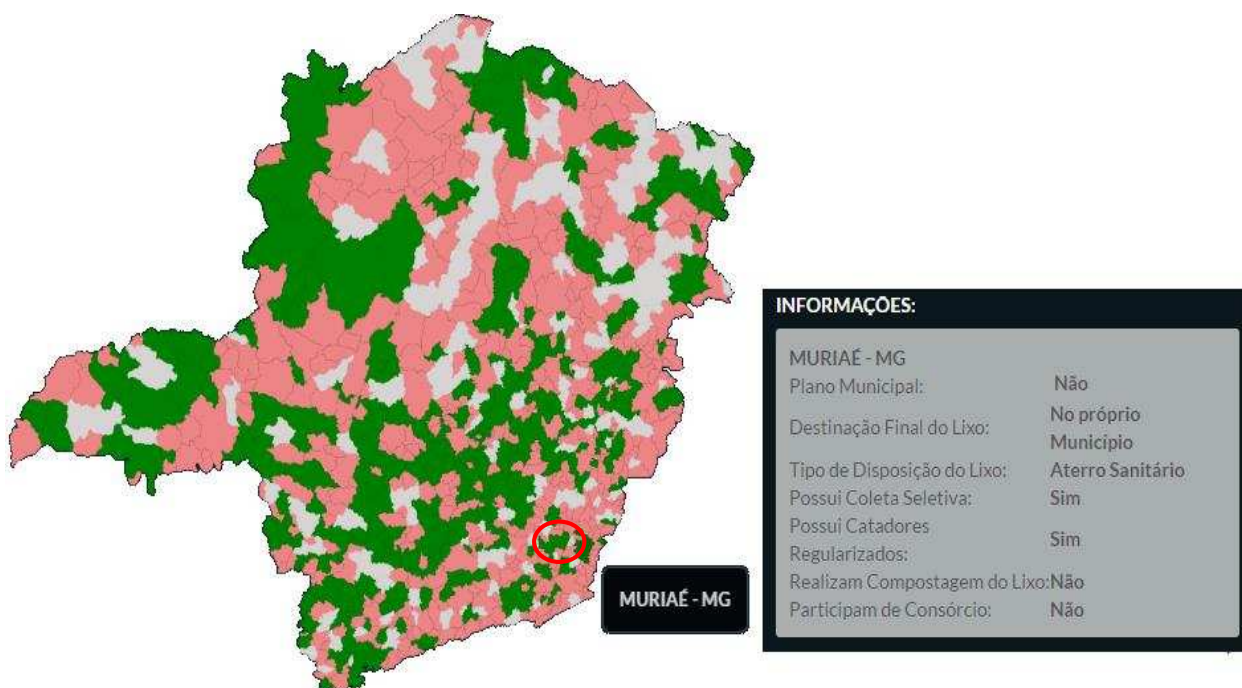 MURIAÉ - MG
INFORMAÇÕES:
MURIAÉ - MG
Plano Municipal: Não
Destinação Final do Lixo: No próprio
Município
Tipo de Disposição do Lixo: Aterro Sanitário
Possui Coleta Seletiva: Sim
Possui Catadores
Regularizados: Sim
Realizam Compostagem do Lixo: Não
Participam de Consórcio: Não